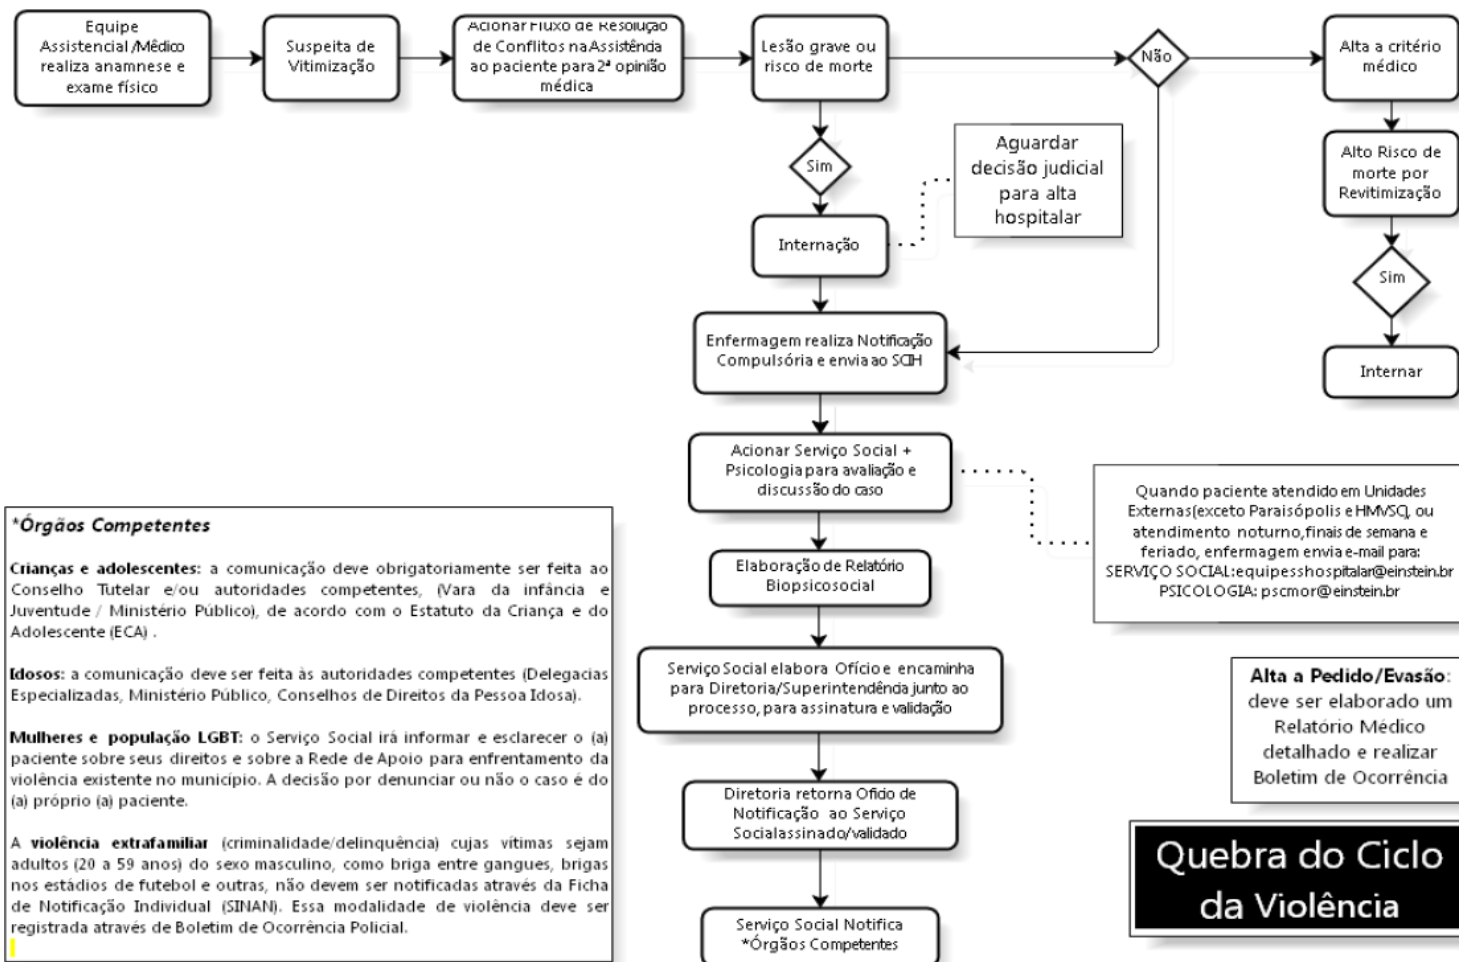 Equipe
Assistencial /Médico
realiza anamnese e
exame físico
Suspeita de
Vitimização
Acionar Fluxo de Resolução
de Conflitos na Assistência
ao paciente para 2ª opinião
médica
Lesão grave ou
risco de morte
Não
Alta a critério
médico
Sim
Aguardar
decisão judicial
para alta
hospitalar
Alto Risco de
morte por
Revitimização
Internação
Sim
Enfermagem realiza Notificação
Compulsória e envia ao SCIH
Internar
Acionar Serviço Social +
Psicologia para avaliação e
discussão do caso
Quando paciente atendido em Unidades
Externas(exceto Paraisópolis e HMVSC), ou
atendimento noturno, finais de semana e
feriado, enfermagem envia e-mail para:
SERVIÇO SOCIAL:equipesshospitalar@einstein.br
PSICOLOGIA: pscmor@einstein.br
Elaboração de Relatório
Biopsicosocial
Serviço Social elabora Ofício e encaminha
para Diretoria/Superintendência junto ao
processo, para assinatura e validação
Diretoria retorna Oficio de
Notificação ao Serviço
Socialassinado/validado
Serviço Social Notifica
*Órgãos Competentes
*Órgãos Competentes
Crianças e adolescentes: a comunicação deve obrigatoriamente ser feita ao
Conselho Tutelar e/ou autoridades competentes, (Vara da infância e
Juventude / Ministério Público), de acordo com o Estatuto da Criança e do
Adolescente (ECA) .
Idosos: a comunicação deve ser feita às autoridades competentes (Delegacias
Especializadas, Ministério Público, Conselhos de Direitos da Pessoa Idosa).
Mulheres e população LGBT: o Serviço Social irá informar e esclarecer o (a)
paciente sobre seus direitos e sobre a Rede de Apoio para enfrentamento da
violência existente no município. A decisão por denunciar ou não o caso é do
(a) próprio (a) paciente.
A violência extrafamiliar (criminalidade/delinquência) cujas vítimas sejam
adultos (20 a 59 anos) do sexo masculino, como briga entre gangues, brigas
nos estádios de futebol e outras, não devem ser notificadas através da Ficha
de Notificação Individual (SINAN). Essa modalidade de violência deve ser
registrada através de Boletim de Ocorrência Policial.
Alta a Pedido/Evasão:
deve ser elaborado um
Relatório Médico
detalhado e realizar
Boletim de Ocorrência
Quebra do Ciclo
da Violência